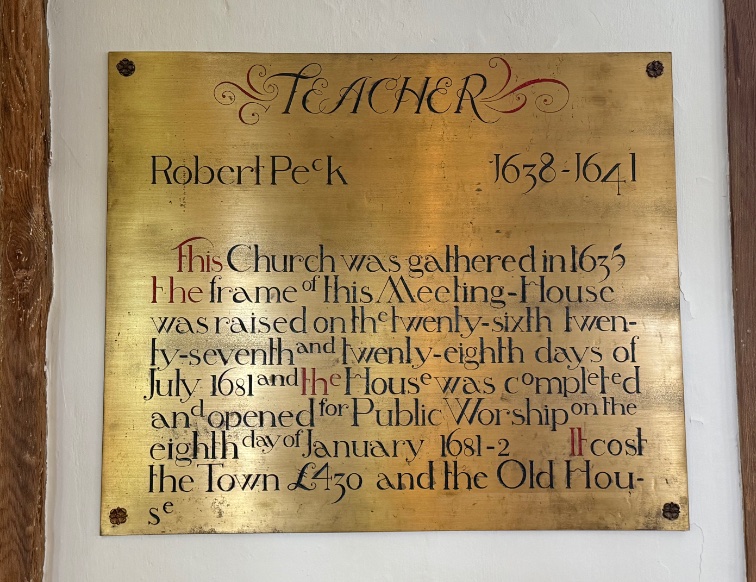 TEACHER
Robert Peck 1638-1641
This Church was gathered in 1635
The frame of this Meeting-House
was raised on the twenty-sixth twen-
ty-seventh and twenty-eighth days of
July 1681 and the House was completed
and opened for Public Worship on the
eighth day of January 1681-2 It cost
the Town £430 and the Old Hou-
se